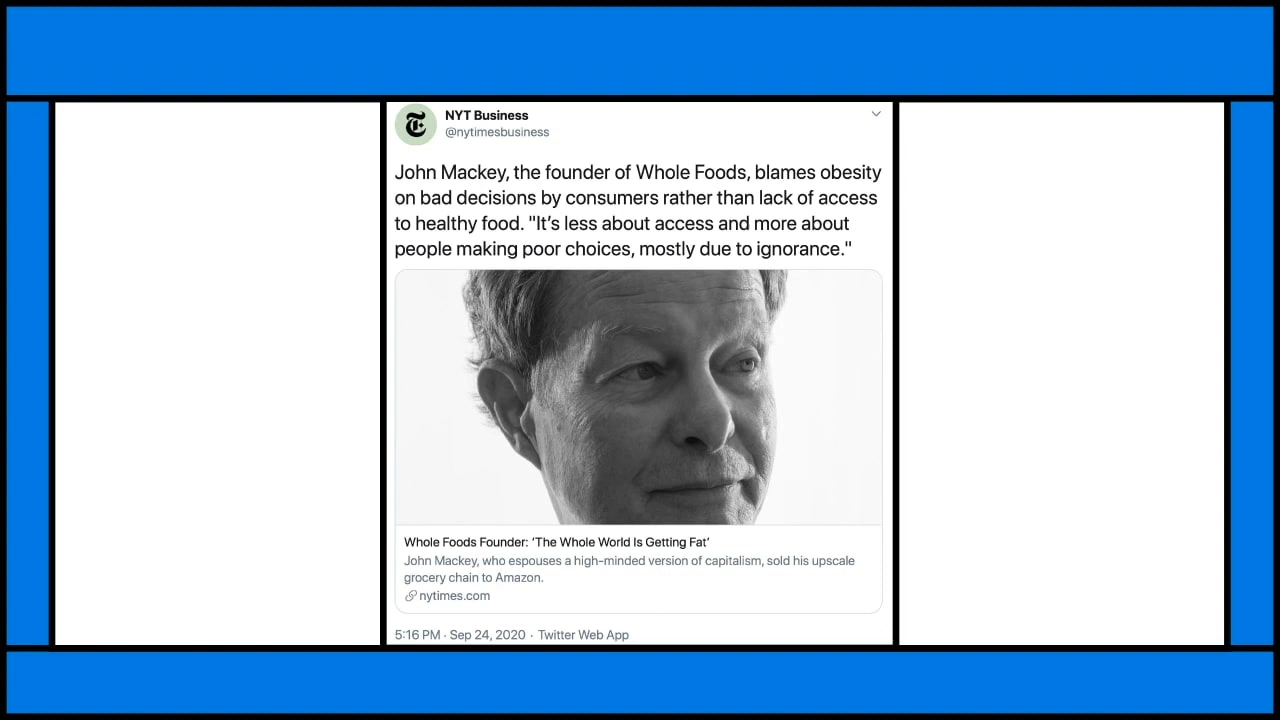 NYT Business
@nytimesbusiness
John Mackey, the founder of Whole Foods, blames obesity
on bad decisions by consumers rather than lack of access
to healthy food. "It’s less about access and more about
people making poor choices, mostly due to ignorance."
Whole Foods Founder: ‘The Whole World Is Getting Fat’
John Mackey, who espouses a high-minded version of capitalism, sold his upscale
grocery chain to Amazon.
nytimes.com
5:16 PM · Sep 24, 2020 · Twitter Web App